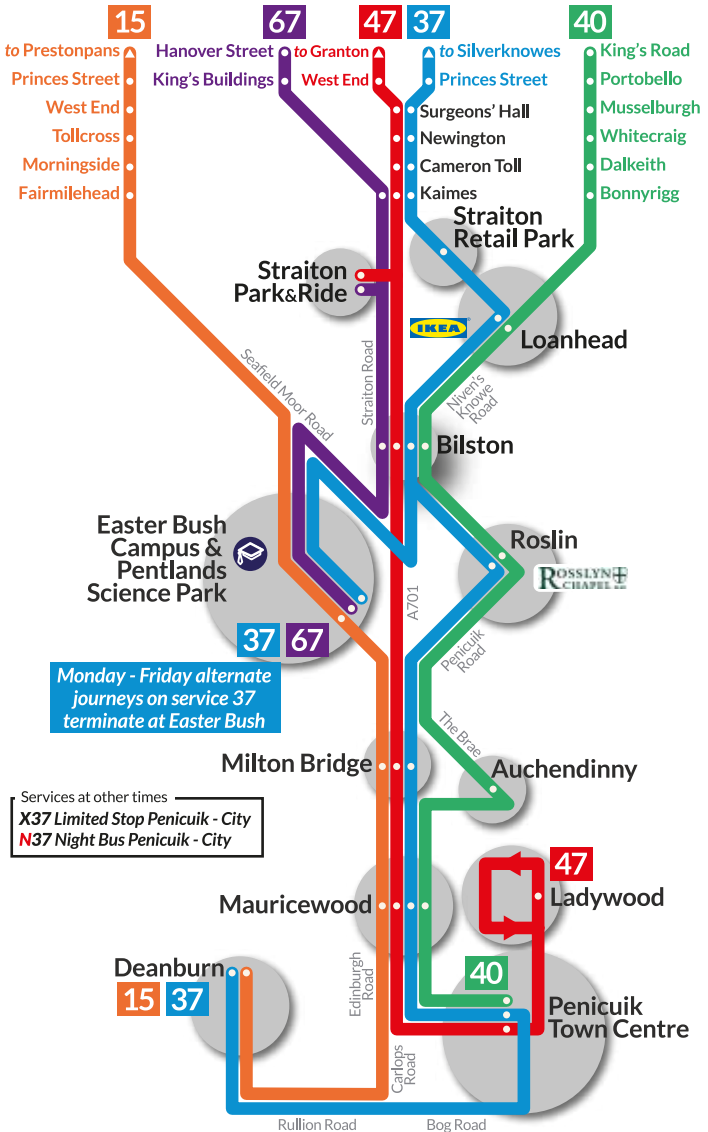 15
67
47
37
40
to Prestonpans
Princes Street
West End
Tollcross
Morningside
Fairmilehead
Hanover Street
King's Buildings
to Granton
West End
to Silverknowes
Princes Street
Surgeons' Hall
Newington
Cameron Toll
Kaimes
King's Road
Portobello
Musselburgh
Whitecraig
Dalkeith
Bonnyrigg
Straiton
Retail Park
Straiton
Park&Ride
IKEA
Loanhead
Seafield Moor Road
Straiton Road
Niven's
Knowe
Road
Bilston
Easter Bush
Campus &
Pentlands
Science Park
Roslin
ROSSLYN
CHAPEL
A701
37
67
Penicuik
Road
Monday - Friday alternate
journeys on service 37
terminate at Easter Bush
The Brae
Milton Bridge
Auchendinny
Services at other times
X37 Limited Stop Penicuik - City
N37 Night Bus Penicuik - City
47
Mauricewood
Ladywood
Deanburn
15
37
Edinburgh
Road
40
Penicuik
Town Centre
Carlops
Road
Rullion Road
Bog Road